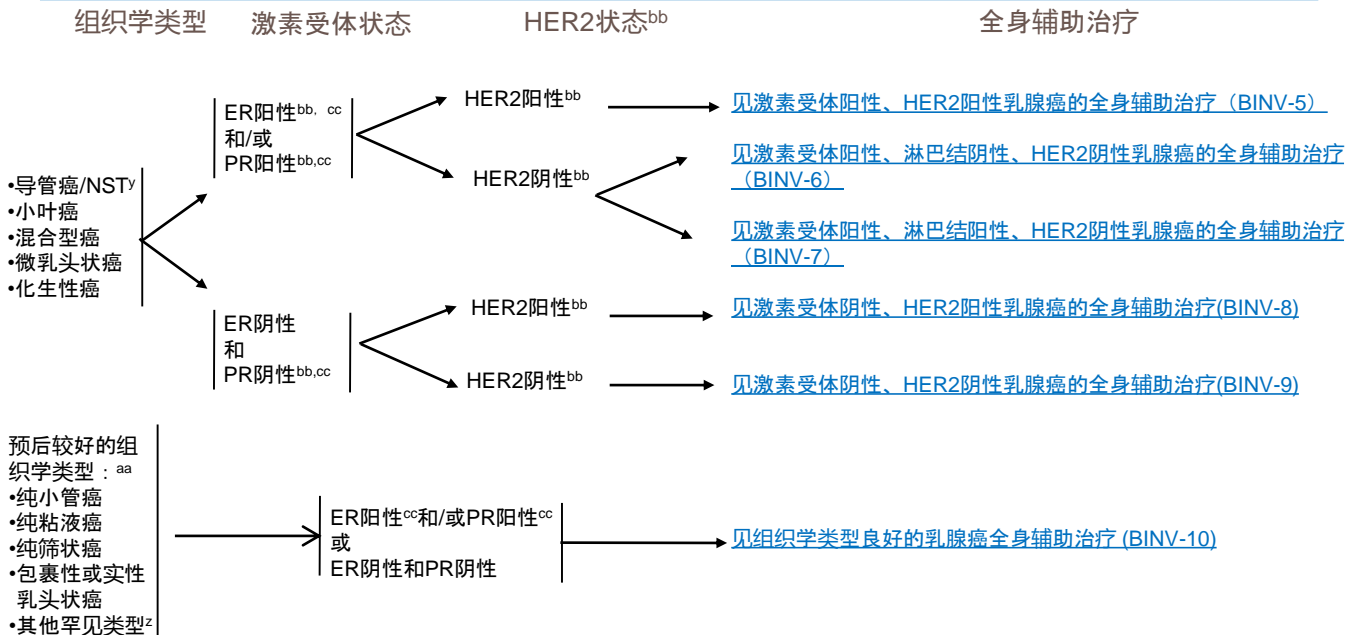 组织学类型 激素受体状态 HER2状态bb 全身辅助治疗
•导管癌/NSTy
•小叶癌
•混合型癌
•微乳头状癌
•化生性癌
ER阳性bb, cc
和/或
PR阳性bb,cc
HER2阳性bb
见激素受体阳性、HER2阳性乳腺癌的全身辅助治疗（BINV-5）
HER2阴性bb
见激素受体阳性、淋巴结阴性、HER2阴性乳腺癌的全身辅助治疗
（BINV-6）
见激素受体阳性、淋巴结阳性、HER2阴性乳腺癌的全身辅助治疗
（BINV-7）
ER阴性
和
PR阴性bb,cc
HER2阳性bb
见激素受体阴性、HER2阳性乳腺癌的全身辅助治疗(BINV-8)
HER2阴性bb
见激素受体阴性、HER2阴性乳腺癌的全身辅助治疗(BINV-9)
预后较好的组
织学类型：aa
•纯小管癌
•纯粘液癌
•纯筛状癌
•包裹性或实性
乳头状癌
•其他罕见类型z
ER阳性cc和/或PR阳性cc
或
ER阴性和PR阴性
见组织学类型良好的乳腺癌全身辅助治疗 (BINV-10)